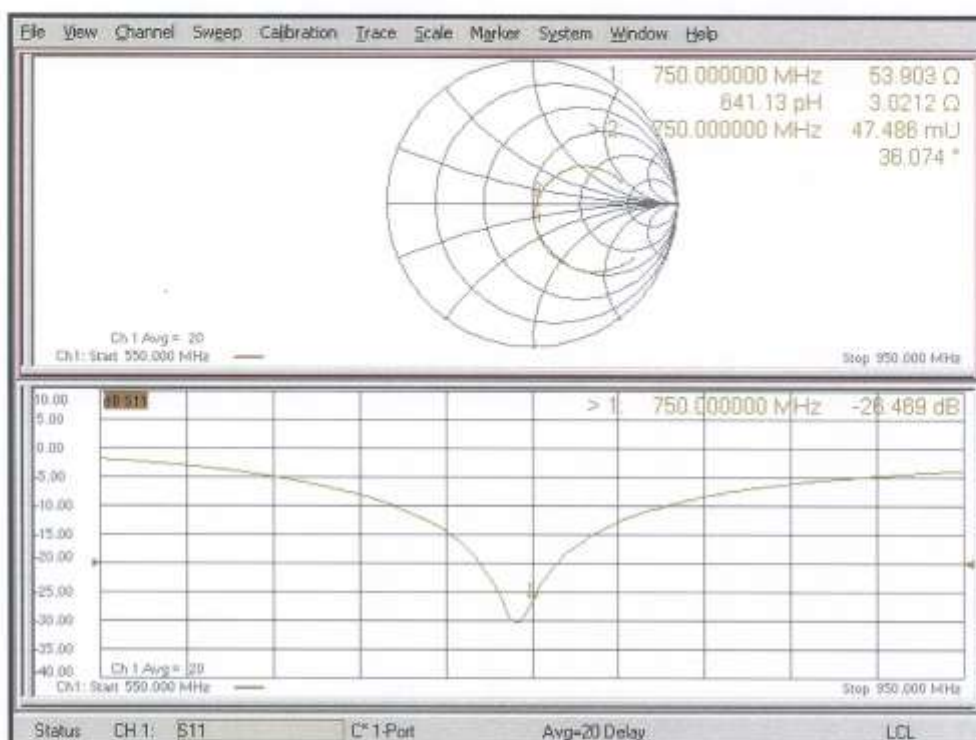 File View Channel Sweep Calibration Trace Scale Marker System Window Help
1: 750.000000 MHz 53.903 Ω
641.13 pH 3.0212 Ω
> 2: 750.000000 MHz 47.486 mU
36.074 °
Ch 1 Avg = 20
Ch1: Start 550.000 MHz Stop 950.000 MHz
10.00 dB S11
> 1: 750.000000 MHz -26.469 dB
5.00
0.00
-5.00
-10.00
-15.00
-20.00
-25.00
-30.00
-35.00
-40.00
Ch 1 Avg = 20
Ch1: Start 550.000 MHz Stop 950.000 MHz
Status CH 1: S11 C* 1-Port Avg=20 Delay LCL